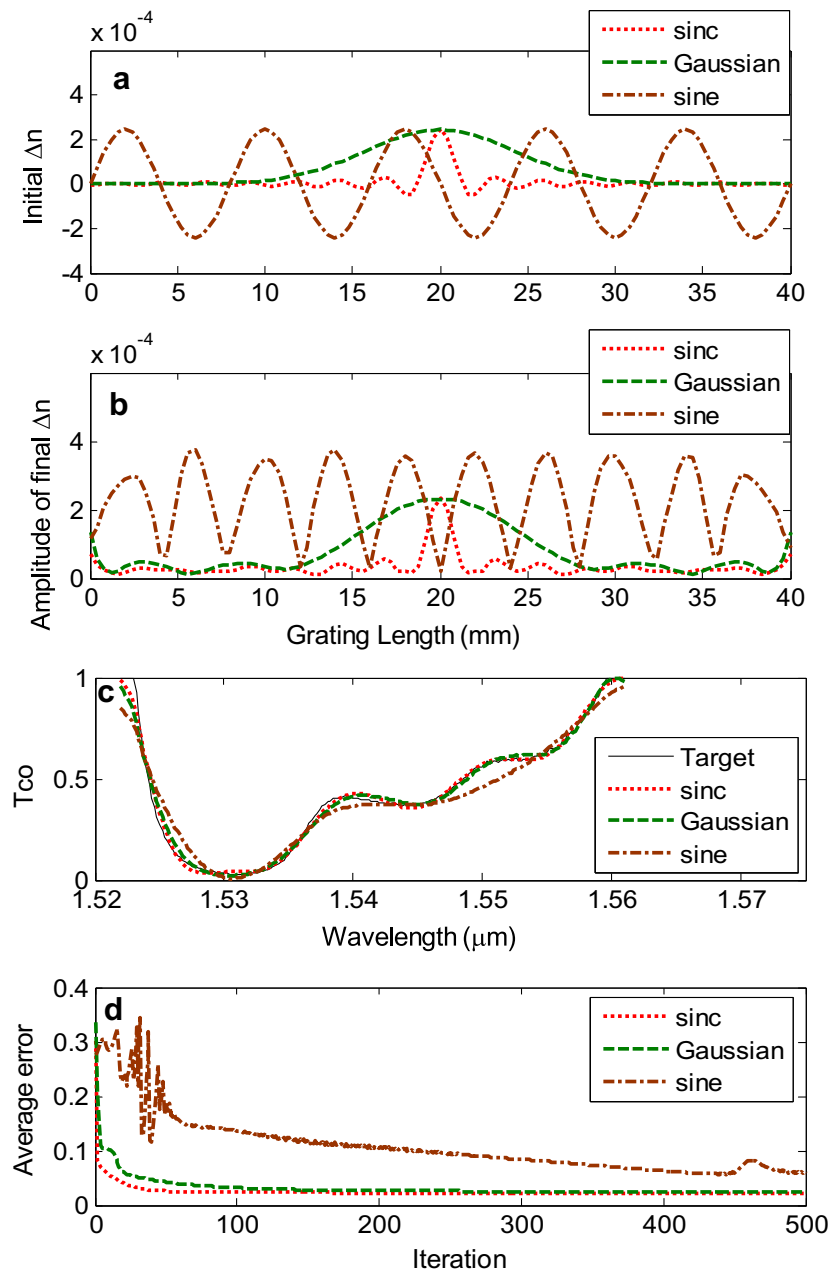 x 10-4
a
sinc
Gaussian
sine
Initial Δn
4
2
0
-2
-4
0 5 10 15 20 25 30 35 40
x 10-4
b
sinc
Gaussian
sine
Amplitude of final Δn
4
2
0
0 5 10 15 20 25 30 35 40
Grating Length (mm)
c
Target
sinc
Gaussian
sine
Tco
1
0.5
0
1.52 1.53 1.54 1.55 1.56 1.57
Wavelength (μm)
d
sinc
Gaussian
sine
Average error
0.4
0.3
0.2
0.1
0
0 100 200 300 400 500
Iteration